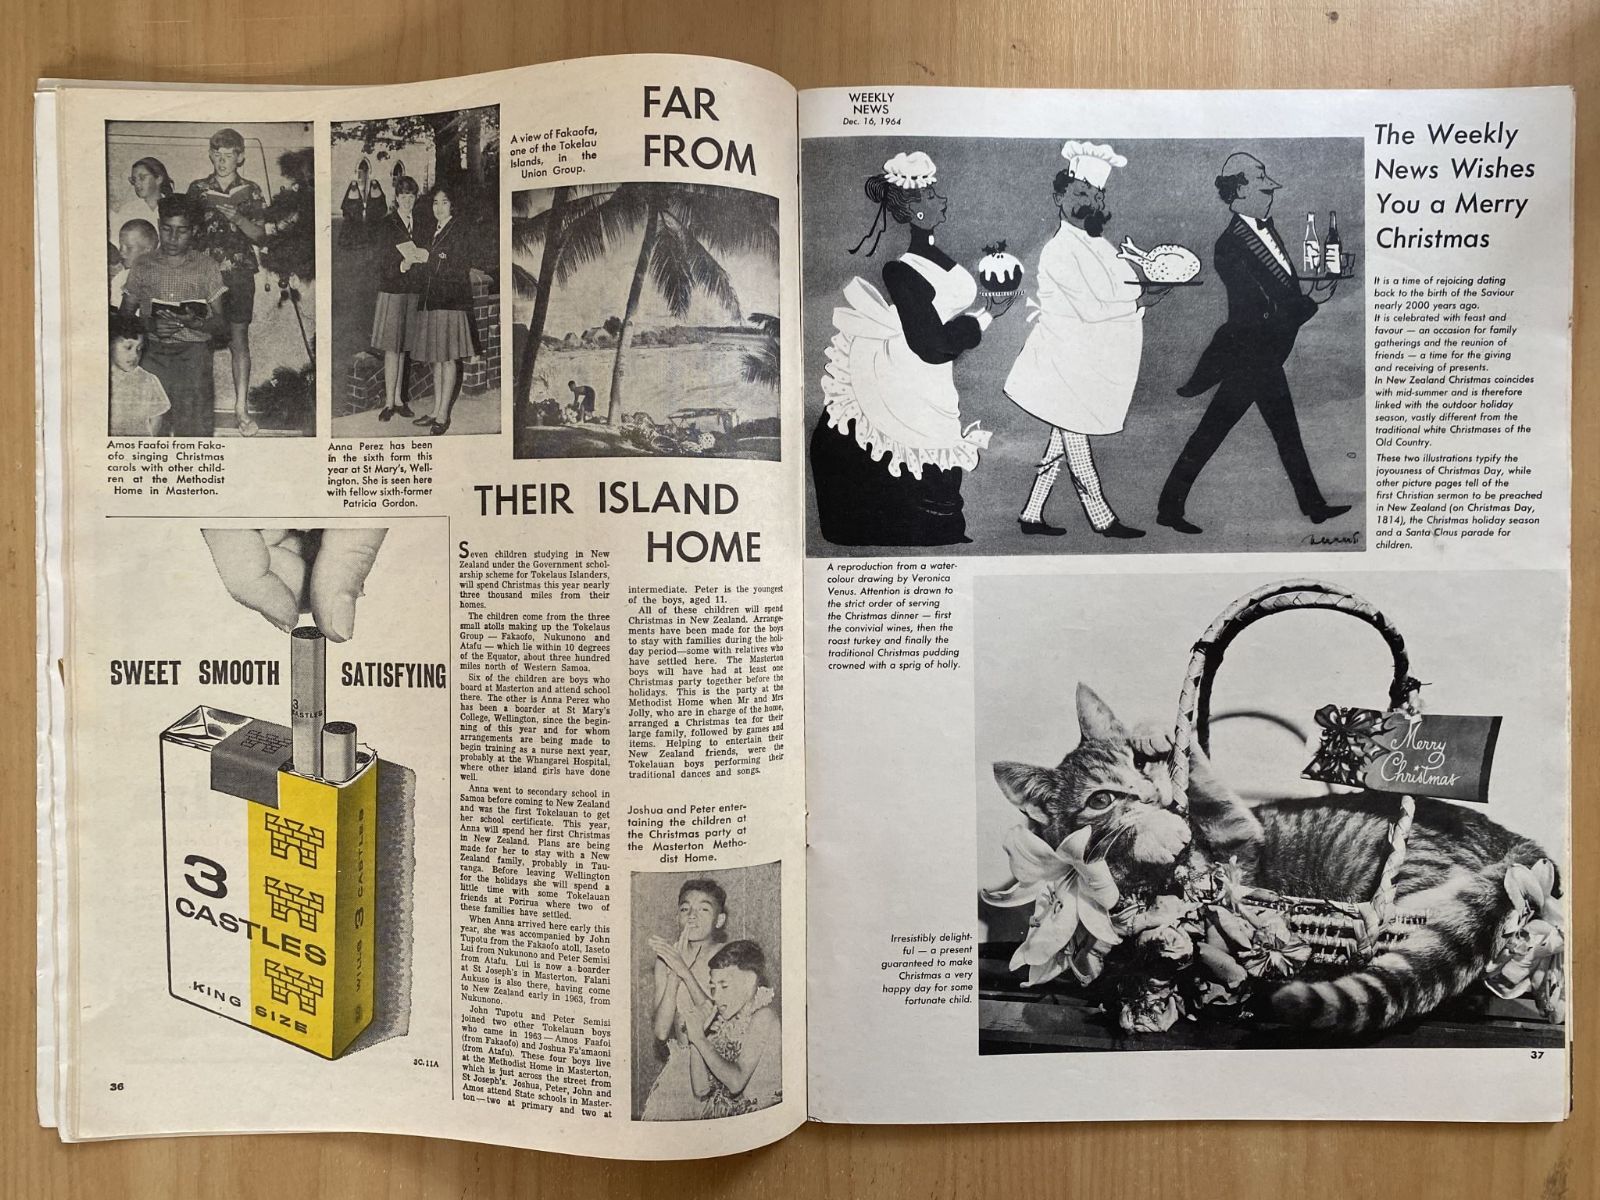 FAR
FROM
A view of Fakaofa,
one of the Tokelau
Islands, in the
Union Group.
Amos Faafoi from Faka-
ofo singing Christmas
carols with other child-
ren at the Methodist
Home in Masterton.
Anna Perez has been
in the sixth form this
year at St Mary's, Well-
ington. She is seen here
with fellow sixth-former
Patricia Gordon.
THEIR ISLAND
HOME
Seven children studying in New
Zealand under the Government schol-
arship scheme for Tokelaus Islanders,
will spend Christmas this year nearly
three thousand miles from their
homes.
The children come from the three
small atolls making up the Tokelaus
Group — Fakaofo, Nukunono and
Atafu — which lie within 10 degrees
of the Equator, about three hundred
miles north of Western Samoa.
Six of the children are boys who
board at Masterton and attend school
there. The other is Anna Perez who
has been a boarder at St Mary's
College, Wellington, since the begin-
ning of this year and for whom
arrangements are being made to
begin training as a nurse next year,
probably at the Whangarei Hospital,
where other island girls have done
well.
Anna went to secondary school in
Samoa before coming to New Zealand
and was the first Tokelauan to get
her school certificate. This year,
Anna will spend her first Christmas
in New Zealand. Plans are being
made for her to stay with a New
Zealand family, probably in Tau-
ranga. Before leaving Wellington
for the holidays she will spend a
little time with some Tokelauan
friends at Porirua where two of
these families have settled.
When Anna arrived here early this
year, she was accompanied by John
Tupotu from the Fakaofo atoll, Iaseto
Lui from Nukunono and Peter Semisi
from Atafu. Lui is now a boarder
at St Joseph's in Masterton. Falani
Aukuso is also there, having come
to New Zealand early in 1963, from
Nukunono.
John Tupotu and Peter Semisi
joined two other Tokelauan boys
who came in 1963 — Amos Faafoi
(from Fakaofo) and Joshua Fa'amaoni
(from Atafu). These four boys live
at the Methodist Home in Masterton,
which is just across the street from
St Joseph's. Joshua, Peter, John and
Amos attend State schools in Master-
ton — two at primary and two at
intermediate. Peter is the youngest
of the boys, aged 11.
All of these children will spend
Christmas in New Zealand. Arrange-
ments have been made for the boys
to stay with families during the holi-
day period—some with relatives who
have settled here. The Masterton
boys will have had at least one
Christmas party together before the
holidays. This is the party at the
Methodist Home when Mr and Mrs
Jolly, who are in charge of the home,
arranged a Christmas tea for their
large family, followed by games and
items. Helping to entertain their
New Zealand friends, were the
Tokelauan boys performing their
traditional dances and songs.
Joshua and Peter enter-
taining the children at
the Christmas party at
the Masterton Metho-
dist Home.
SWEET SMOOTH SATISFYING
3
CASTLES
3
CASTLES
KING SIZE
WILLS 3 CASTLES
3C.11A
36
WEEKLY
NEWS
Dec. 16, 1964
The Weekly
News Wishes
You a Merry
Christmas
It is a time of rejoicing dating
back to the birth of the Saviour
nearly 2000 years ago.
It is celebrated with feast and
favour — an occasion for family
gatherings and the reunion of
friends — a time for the giving
and receiving of presents.
In New Zealand Christmas coincides
with mid-summer and is therefore
linked with the outdoor holiday
season, vastly different from the
traditional white Christmases of the
Old Country.
These two illustrations typify the
joyousness of Christmas Day, while
other picture pages tell of the
first Christian sermon to be preached
in New Zealand (on Christmas Day,
1814), the Christmas holiday season
and a Santa Claus parade for
children.
A reproduction from a water-
colour drawing by Veronica
Venus. Attention is drawn to
the strict order of serving
the Christmas dinner — first
the convivial wines, then the
roast turkey and finally the
traditional Christmas pudding
crowned with a sprig of holly.
Merry
Christmas
Irresistibly delight-
ful — a present
guaranteed to make
Christmas a very
happy day for some
fortunate child.
37